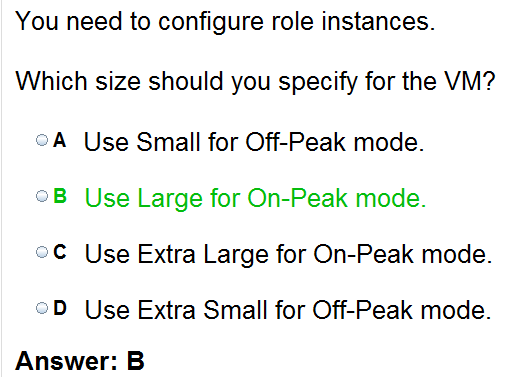 You need to configure role instances.
Which size should you specify for the VM?
A Use Small for Off-Peak mode.
B Use Large for On-Peak mode.
C Use Extra Large for On-Peak mode.
D Use Extra Small for Off-Peak mode.
Answer: B